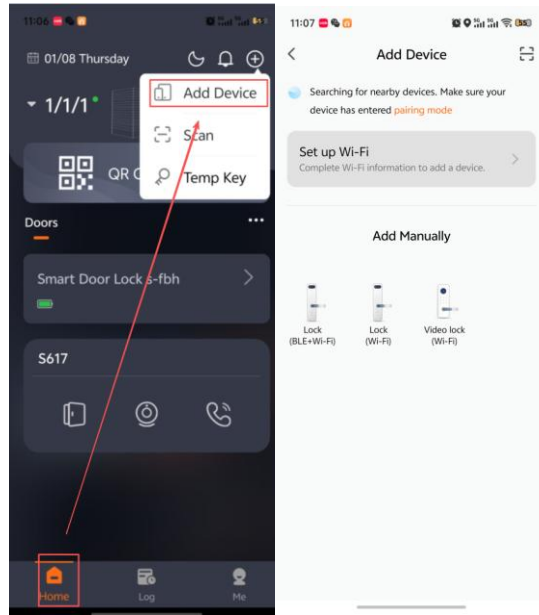 11:06
01/08 Thursday
Add Device
1/1/1
Scan
QR C
Temp Key
Doors
Smart Door Lock s-fbh
S617
Home
Log
Me
11:07
Add Device
Searching for nearby devices. Make sure your
device has entered pairing mode
Set up Wi-Fi
Complete Wi-Fi information to add a device.
Add Manually
Lock
(BLE+Wi-Fi)
Lock
(Wi-Fi)
Video lock
(Wi-Fi)